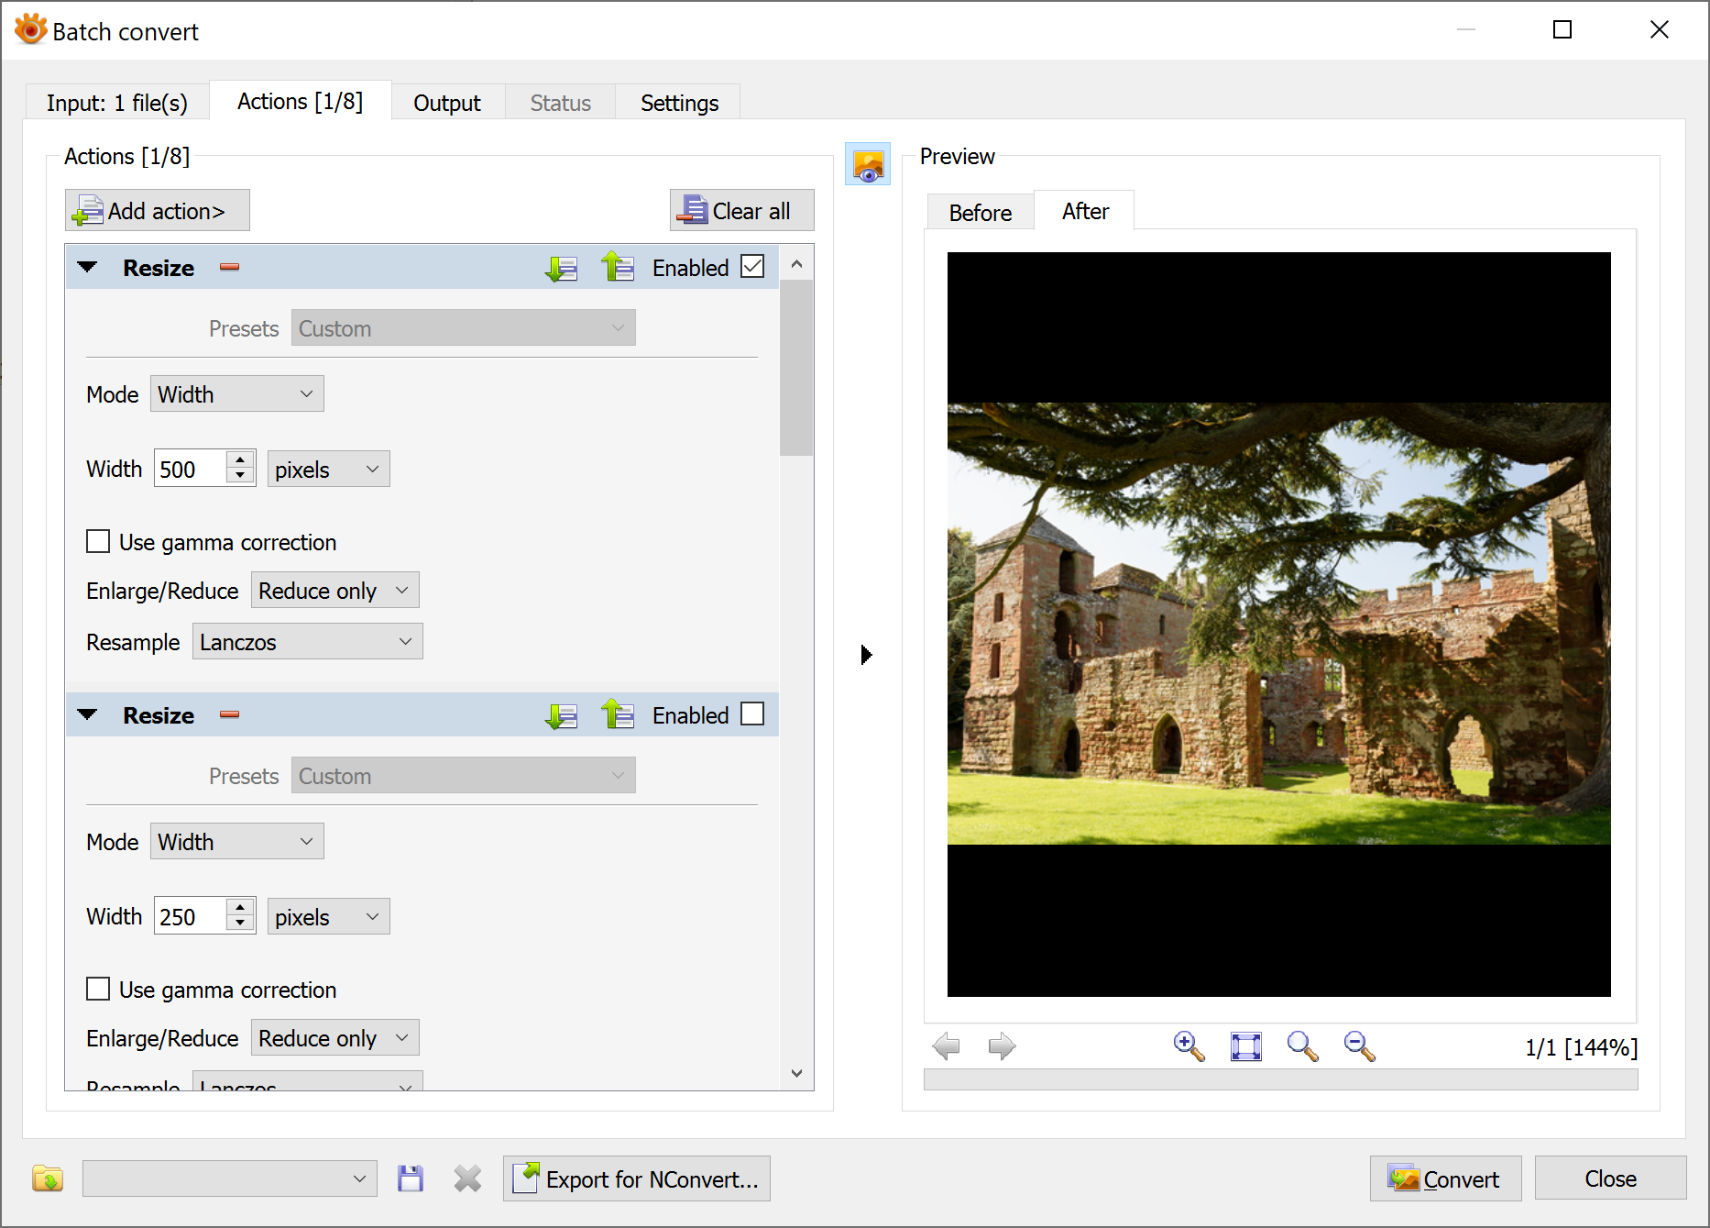 Batch convert
Input: 1 file(s)
Actions [1/8]
Output
Status
Settings
Actions [1/8]
Add action>
Clear all
Resize
Enabled
Presets
Custom
Mode
Width
Width
500
pixels
Use gamma correction
Enlarge/Reduce
Reduce only
Resample
Lanczos
Resize
Enabled
Presets
Custom
Mode
Width
Width
250
pixels
Use gamma correction
Enlarge/Reduce
Reduce only
Resample
Lanczos
Preview
Before
After
1/1 [144%]
Export for NConvert...
Convert
Close